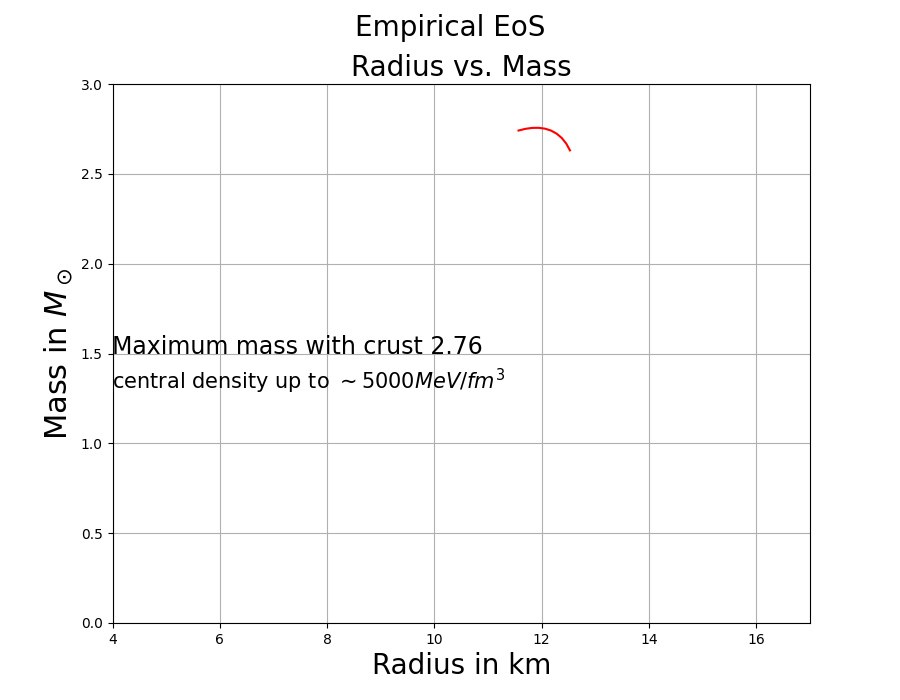 Empirical EoS
Radius vs. Mass
3.0
2.5
2.0
1.5
1.0
0.5
0.0
Mass in M⊙
Maximum mass with crust 2.76
central density up to ~ 5000MeV/fm³
4 6 8 10 12 14 16
Radius in km